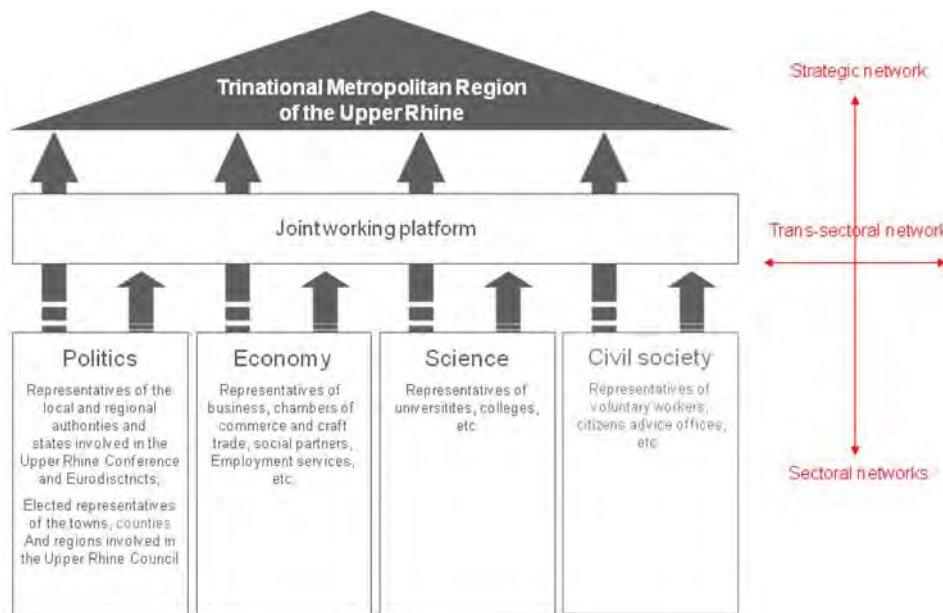 Trinational Metropolitan Region
of the Upper Rhine
Strategic network
Joint working platform
Trans-sectoral network
Politics
Representatives of the
local and regional
authorities and
states involved in the
Upper Rhine Conference
and Eurodisctricts,
Elected representatives
of the towns, counties
And regions involved in
the Upper Rhine Council
Economy
Representatives of
business, chambers of
commerce and craft
trade, social partners,
Employment services,
etc.
Science
Representatives of
universitites, colleges,
etc.
Civil society
Representatives of
voluntary workers,
citizens advice offices,
etc
Sectoral networks